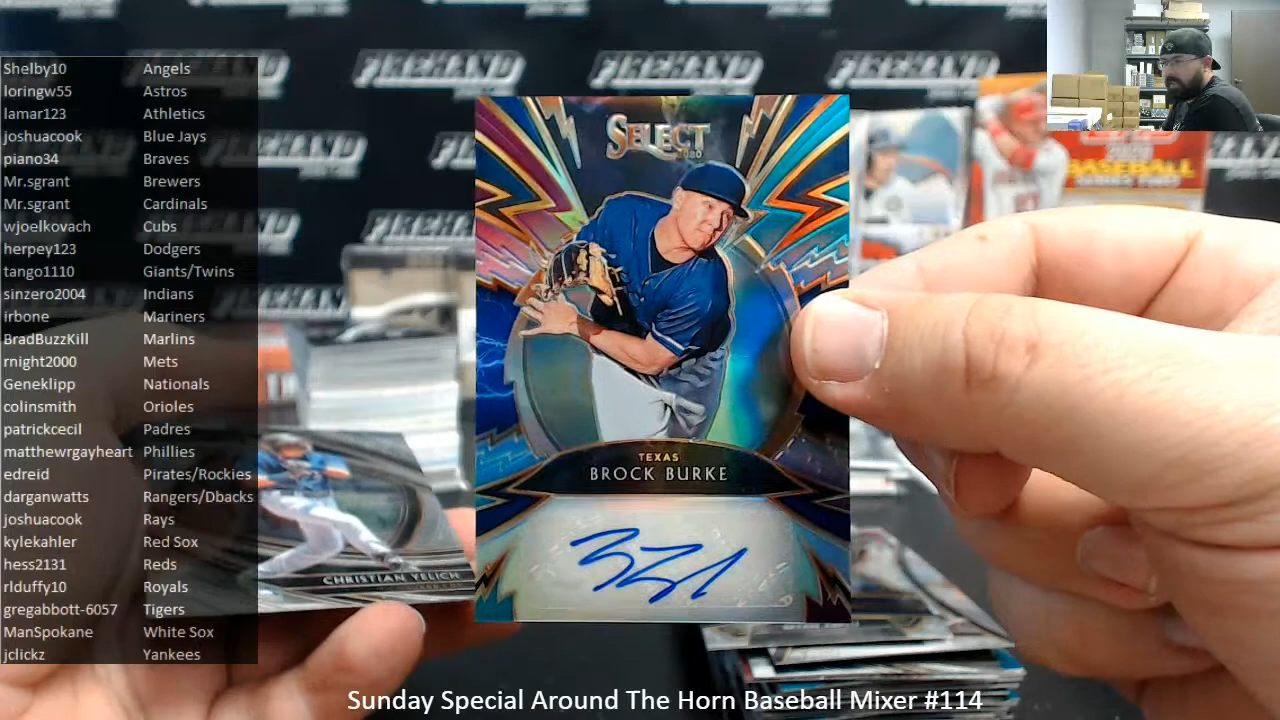 Shelby10 Angels
loringw55 Astros
lamar123 Athletics
joshuacook Blue Jays
piano34 Braves
Mr.sgrant Brewers
Mr.sgrant Cardinals
wjoelkovach Cubs
herpey123 Dodgers
tango1110 Giants/Twins
sinzero2004 Indians
irbone Mariners
BradBuzzKill Marlins
rnight2000 Mets
Geneklipp Nationals
colinsmith Orioles
patrickcecil Padres
matthewrgayheart Phillies
edreid Pirates/Rockies
darganwatts Rangers/Dbacks
joshuacook Rays
kylekahler Red Sox
hess2131 Reds
rlduffy10 Royals
gregabbott-6057 Tigers
ManSpokane White Sox
jclickz Yankees
FIREHAND FIREHAND FIREHAND
FIREHAND
FIREHAND
SELECT
2020
TEXAS
BROCK BURKE
CHRISTIAN YELICH
2020
BASEBALL
Sunday Special Around The Horn Baseball Mixer #114